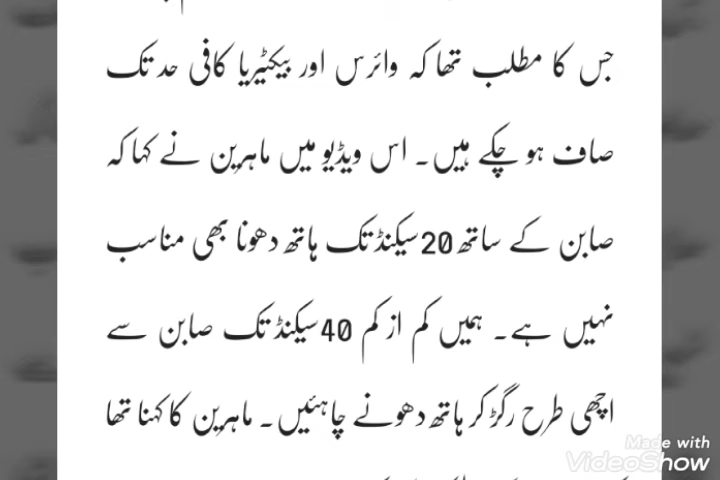 جس کا مطلب تھا کہ وائرس اور بیکٹیریا کافی حد تک
صاف ہو چکے ہیں۔ اس ویڈیو میں ماہرین نے کہا کہ
صابن کے ساتھ 20 سیکنڈ تک ہاتھ دھونا بھی مناسب
نہیں ہے۔ ہمیں کم از کم 40 سیکنڈ تک صابن سے
اچھی طرح رگڑ کر ہاتھ دھونے چاہئیں۔ ماہرین کا کہنا تھا
Made with
VideoShow